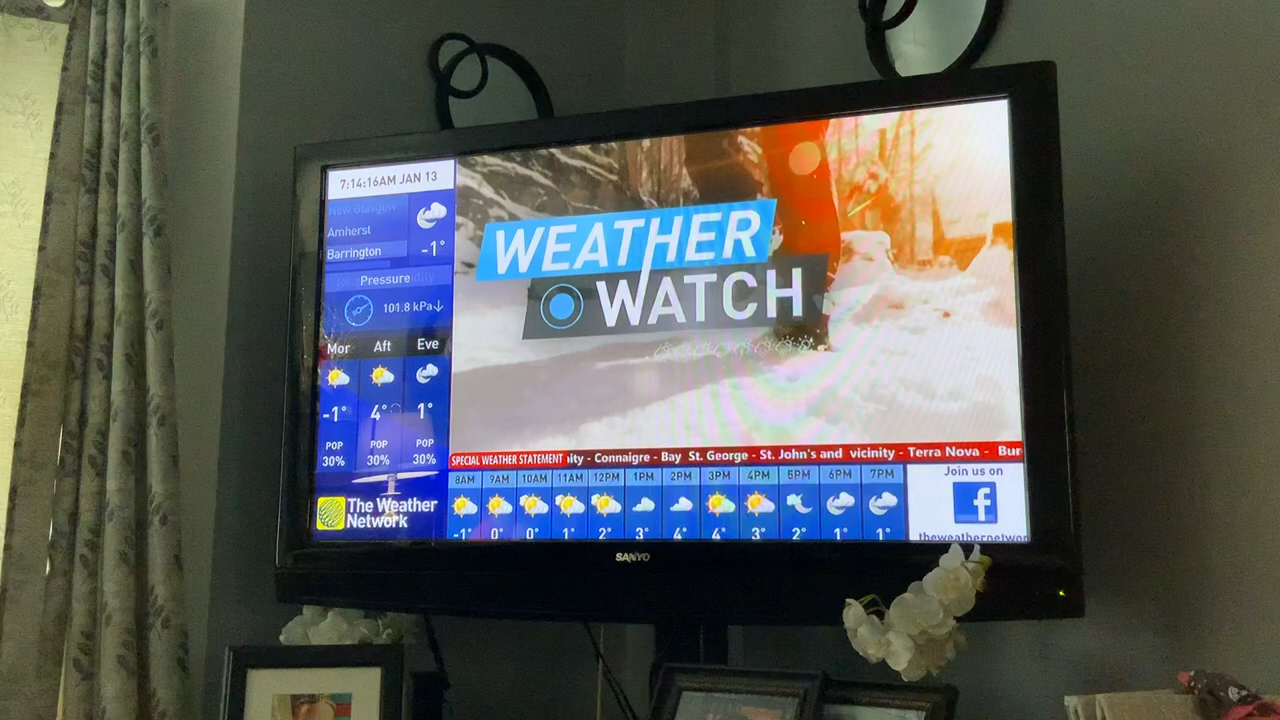 7:14:16AM JAN 13
New Glasgow
Amherst
Barrington
-1°
Pressure
101.8 kPa↓
Mor Aft Eve
-1° 4° 1°
POP POP POP
30% 30% 30%
The Weather
Network
WEATHER
WATCH
SPECIAL WEATHER STATEMENT ity - Connaigre - Bay St. George - St. John's and vicinity - Terra Nova - Bur
8AM 9AM 10AM 11AM 12PM 1PM 2PM 3PM 4PM 5PM 6PM 7PM
-1° 0° 0° 1° 2° 3° 4° 4° 3° 2° 1° 1°
Join us on
f
theweathernetwor
SANYO